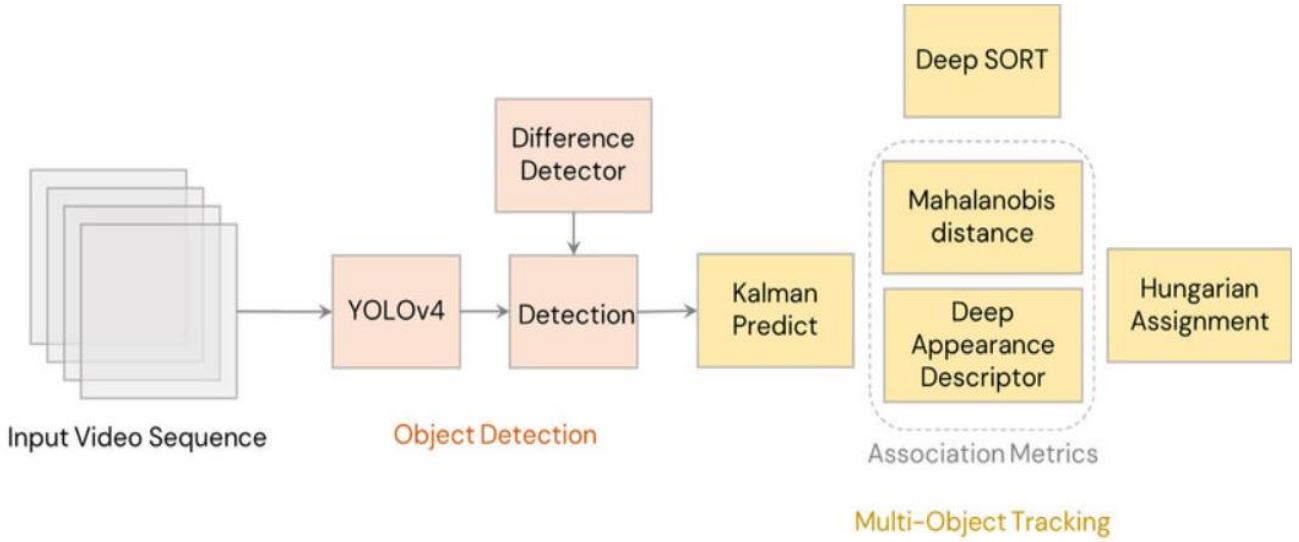 Deep SORT
Difference
Detector
Mahalanobis
distance
YOLOv4
Detection
Kalman
Predict
Deep
Appearance
Descriptor
Hungarian
Assignment
Input Video Sequence
Object Detection
Association Metrics
Multi-Object Tracking